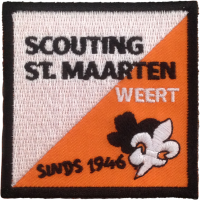 SCOUTING
ST. MAARTEN
WEERT
SINDS 1946